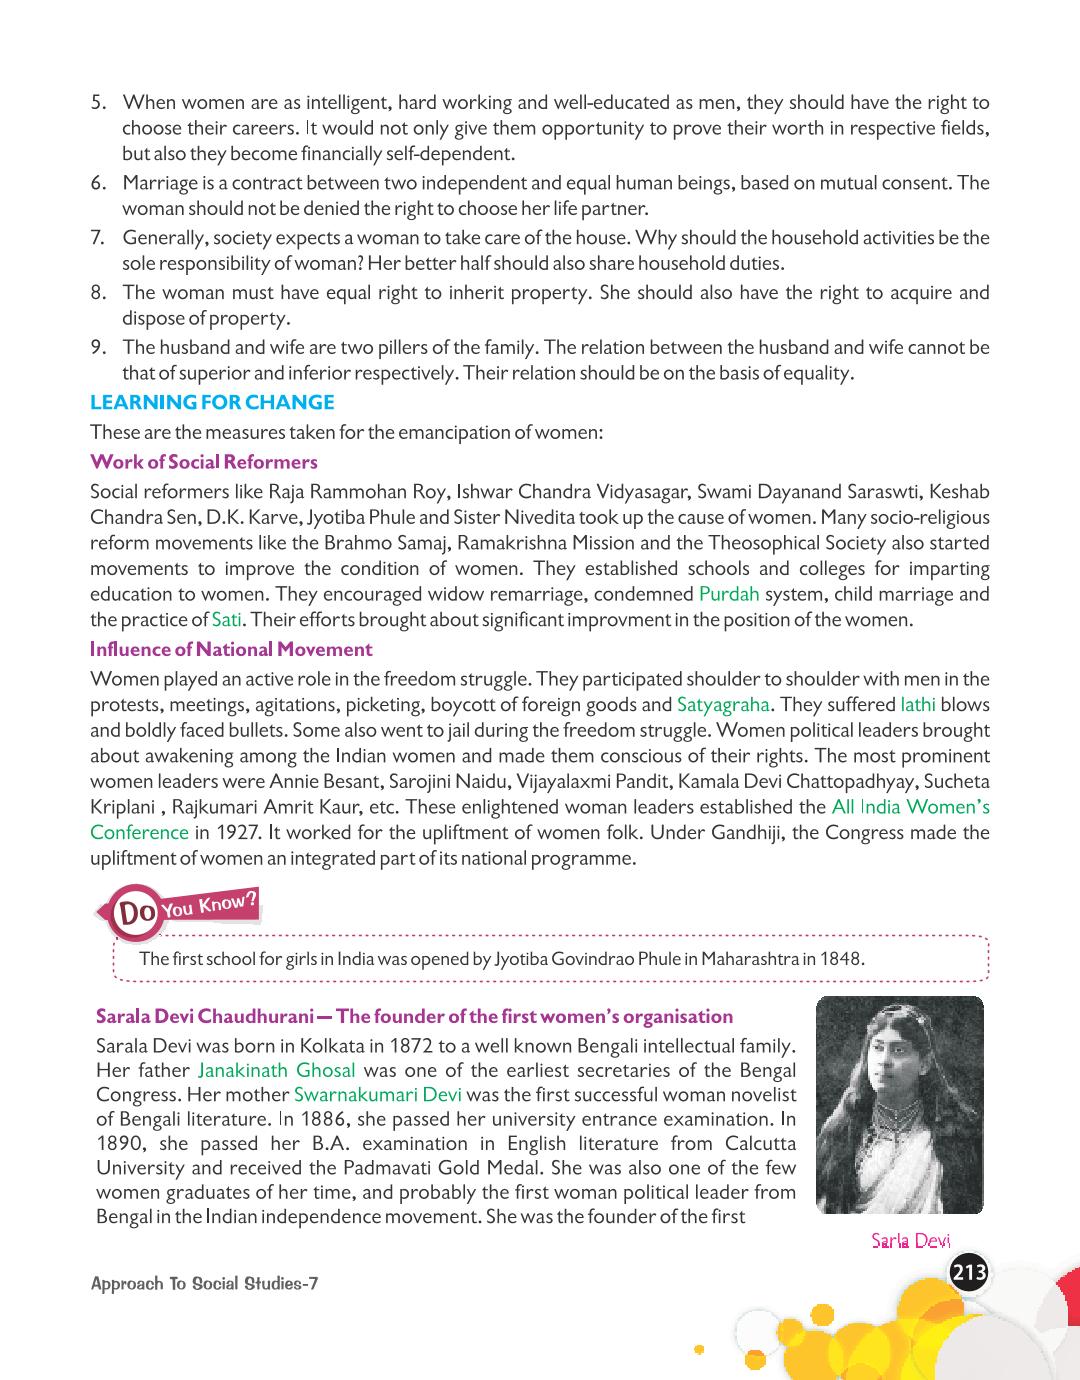 5. When women are as intelligent, hard working and well-educated as men, they should have the right to
choose their careers. It would not only give them opportunity to prove their worth in respective fields,
but also they become financially self-dependent.
6. Marriage is a contract between two independent and equal human beings, based on mutual consent. The
woman should not be denied the right to choose her life partner.
7. Generally, society expects a woman to take care of the house. Why should the household activities be the
sole responsibility of woman? Her better half should also share household duties.
8. The woman must have equal right to inherit property. She should also have the right to acquire and
dispose of property.
9. The husband and wife are two pillers of the family. The relation between the husband and wife cannot be
that of superior and inferior respectively. Their relation should be on the basis of equality.
LEARNING FOR CHANGE
These are the measures taken for the emancipation of women:
Work of Social Reformers
Social reformers like Raja Rammohan Roy, Ishwar Chandra Vidyasagar, Swami Dayanand Saraswti, Keshab
Chandra Sen, D.K. Karve, Jyotiba Phule and Sister Nivedita took up the cause of women. Many socio-religious
reform movements like the Brahmo Samaj, Ramakrishna Mission and the Theosophical Society also started
movements to improve the condition of women. They established schools and colleges for imparting
education to women. They encouraged widow remarriage, condemned Purdah system, child marriage and
the practice of Sati. Their efforts brought about significant improvment in the position of the women.
Influence of National Movement
Women played an active role in the freedom struggle. They participated shoulder to shoulder with men in the
protests, meetings, agitations, picketing, boycott of foreign goods and Satyagraha. They suffered lathi blows
and boldly faced bullets. Some also went to jail during the freedom struggle. Women political leaders brought
about awakening among the Indian women and made them conscious of their rights. The most prominent
women leaders were Annie Besant, Sarojini Naidu, Vijayalaxmi Pandit, Kamala Devi Chattopadhyay, Sucheta
Kriplani , Rajkumari Amrit Kaur, etc. These enlightened woman leaders established the All India Women's
Conference in 1927. It worked for the upliftment of women folk. Under Gandhiji, the Congress made the
upliftment of women an integrated part of its national programme.
Do You Know?
The first school for girls in India was opened by Jyotiba Govindrao Phule in Maharashtra in 1848.
Sarala Devi Chaudhurani — The founder of the first women's organisation
Sarala Devi was born in Kolkata in 1872 to a well known Bengali intellectual family.
Her father Janakinath Ghosal was one of the earliest secretaries of the Bengal
Congress. Her mother Swarnakumari Devi was the first successful woman novelist
of Bengali literature. In 1886, she passed her university entrance examination. In
1890, she passed her B.A. examination in English literature from Calcutta
University and received the Padmavati Gold Medal. She was also one of the few
women graduates of her time, and probably the first woman political leader from
Bengal in the Indian independence movement. She was the founder of the first
Sarla Devi
Approach To Social Studies-7
213